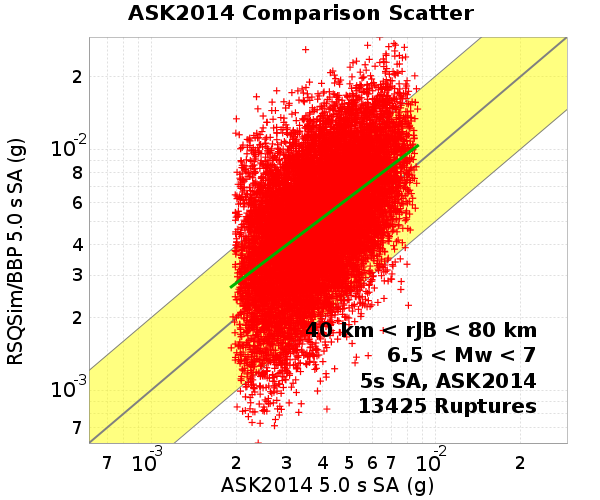 ASK2014 Comparison Scatter
RSQSim/BBP 5.0 s SA (g)
2
10-2
8
6
4
3
2
10-3
7
40 km < rJB < 80 km
6.5 < Mw < 7
5s SA, ASK2014
13425 Ruptures
7 10-3 2 3 4 5 6 7 10-2 2
ASK2014 5.0 s SA (g)